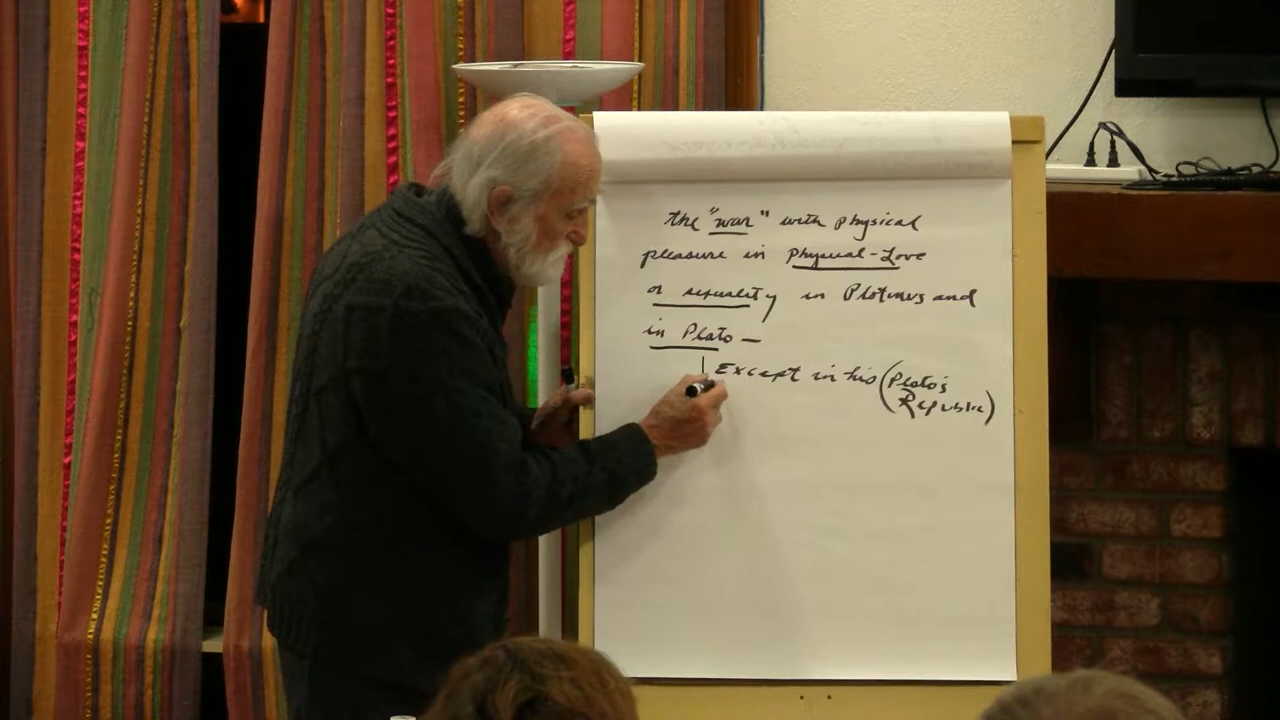 the "war" with physical
pleasure in Physical-Love
or sexuality in Plotinus and
in Plato —
Except in his (Plato's
Republic)